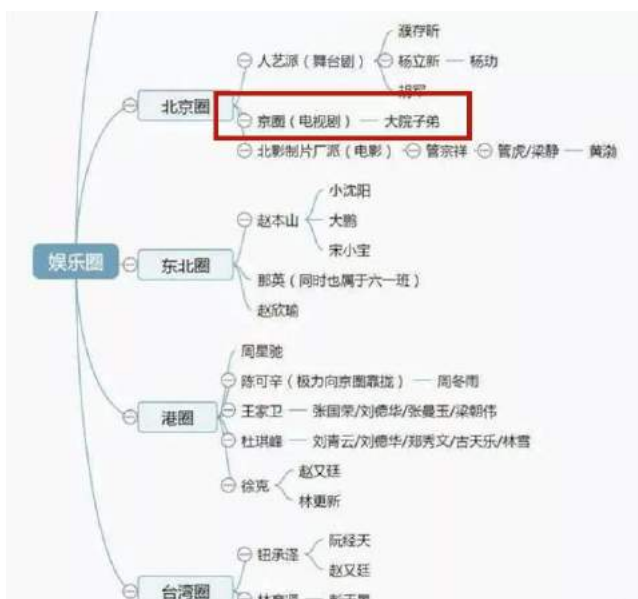 濮存昕
人艺派（舞台剧）
杨立新
杨玏
胡军
北京圈
京圈（电视剧）
大院子弟
北影制片厂派（电影）
管宗祥
管虎/梁静
黄渤
小沈阳
赵本山
大鹏
宋小宝
娱乐圈
东北圈
那英（同时也属于六一班）
赵欣瑜
周星驰
陈可辛（极力向京圈靠拢）
周冬雨
王家卫
张国荣/刘德华/张曼玉/梁朝伟
港圈
杜琪峰
刘青云/刘德华/郑秀文/古天乐/林雪
赵又廷
徐克
林更新
阮经天
钮承泽
赵又廷
台湾圈